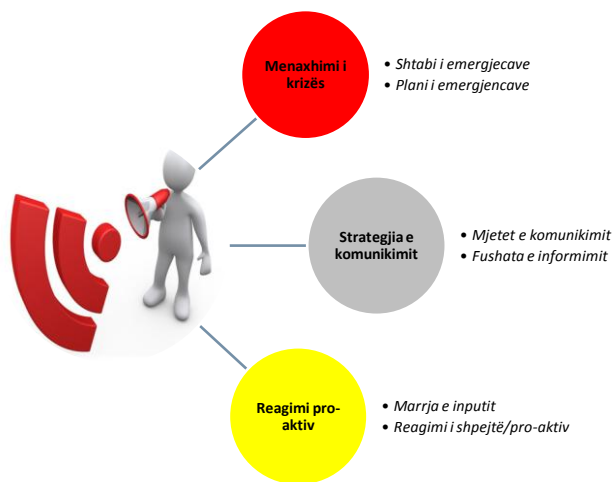 Menaxhimi i
krizës
• Shtabi i emergjecave
• Plani i emergjencave
Strategjia e
komunikimit
• Mjetet e komunikimit
• Fushata e informimit
Reagimi pro-
aktiv
• Marrja e inputit
• Reagimi i shpejtë/pro-aktiv